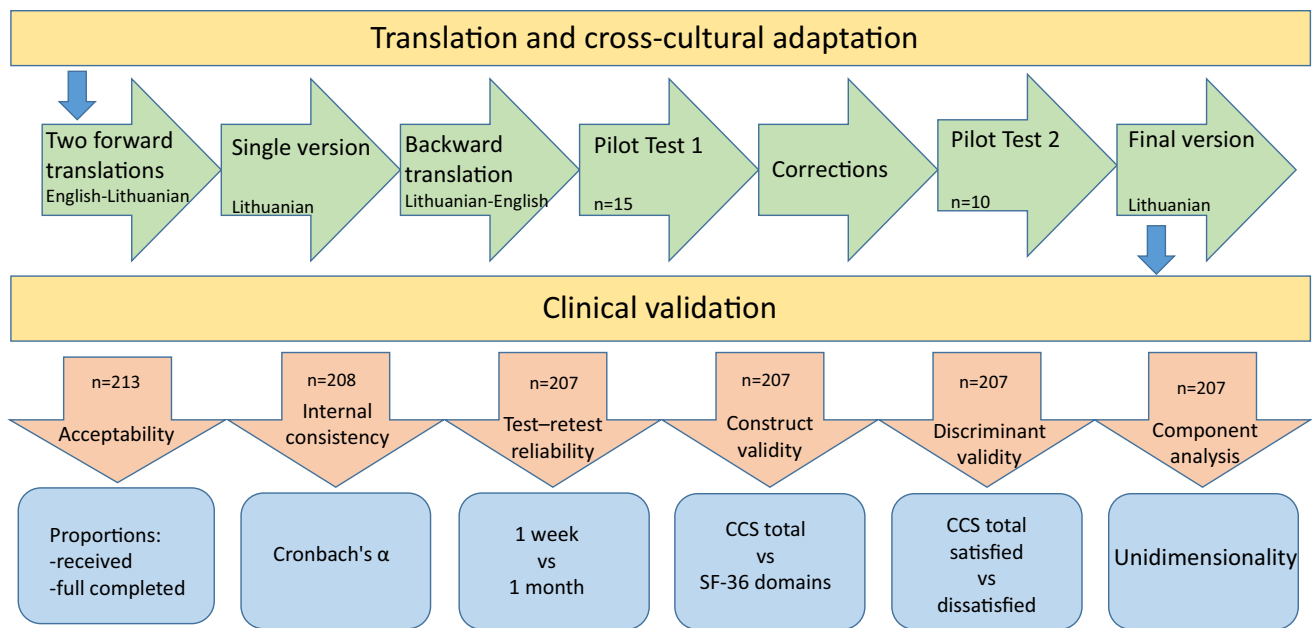 Translation and cross-cultural adaptation
Two forward
translations
English-Lithuanian
Single version
Lithuanian
Backward
translation
Lithuanian-English
Pilot Test 1
n=15
Corrections
Pilot Test 2
n=10
Final version
Lithuanian
Clinical validation
n=213
Acceptability
n=208
Internal
consistency
n=207
Test–retest
reliability
n=207
Construct
validity
n=207
Discriminant
validity
n=207
Component
analysis
Proportions:
-received
-full completed
Cronbach's α
1 week
vs
1 month
CCS total
vs
SF-36 domains
CCS total
satisfied
vs
dissatisfied
Unidimensionality